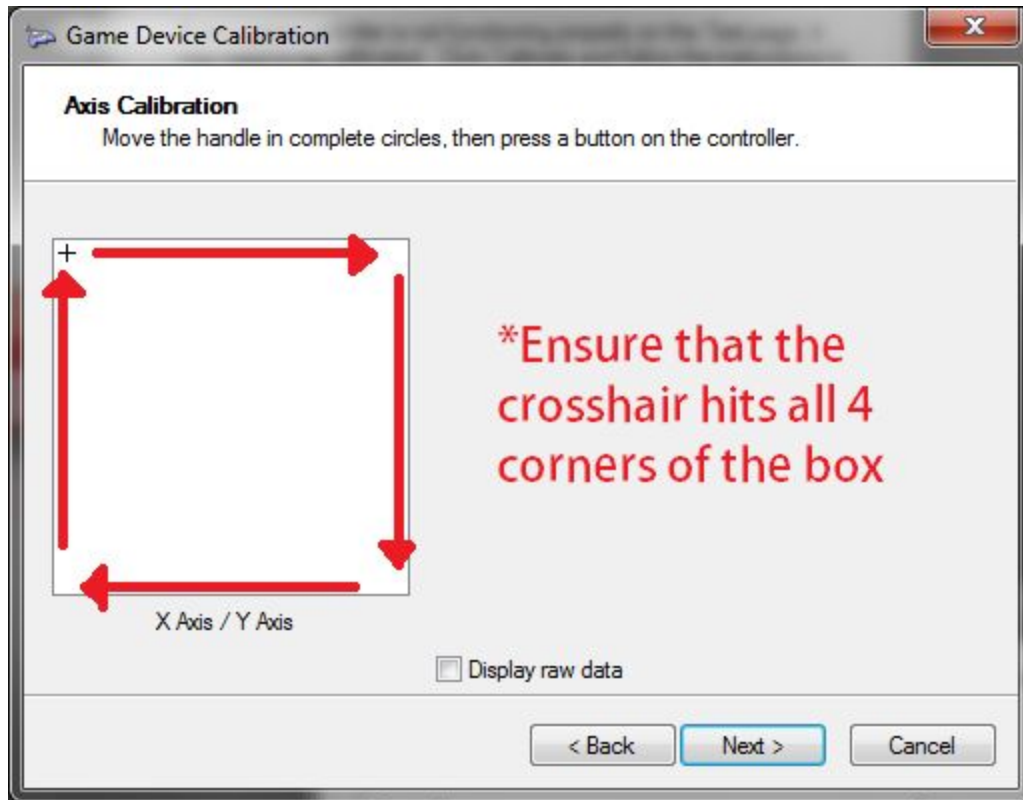 Game Device Calibration
Axis Calibration
Move the handle in complete circles, then press a button on the controller.
*Ensure that the
crosshair hits all 4
corners of the box
X Axis / Y Axis
Display raw data
< Back Next > Cancel